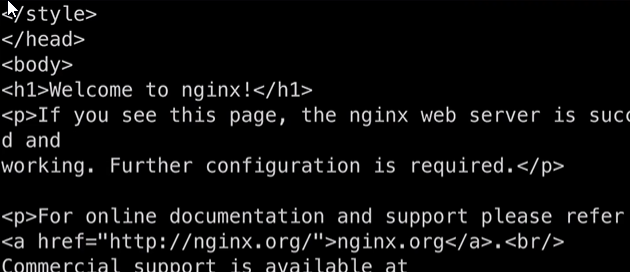 </style>
</head>
<body>
<h1>Welcome to nginx!</h1>
<p>If you see this page, the nginx web server is succ
d and
working. Further configuration is required.</p>

<p>For online documentation and support please refer
<a href="http://nginx.org/">nginx.org</a>.<br/>
Commercial support is available at